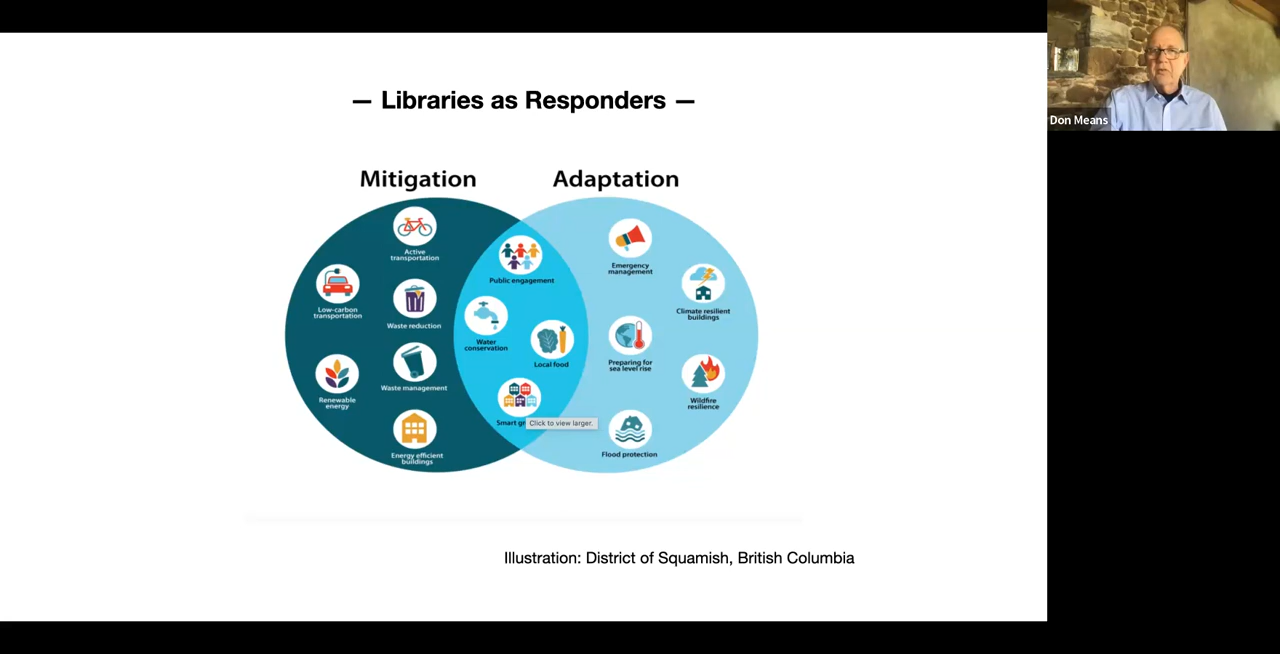 — Libraries as Responders —
Mitigation
Adaptation
Active
transportation
Low-carbon
transportation
Waste reduction
Waste management
Renewable
energy
Energy efficient
buildings
Public engagement
Water
conservation
Local food
Smart gr
Click to view larger.
Emergency
management
Climate resilient
buildings
Preparing for
sea level rise
Wildfire
resilience
Flood protection
Illustration: District of Squamish, British Columbia
Don Means